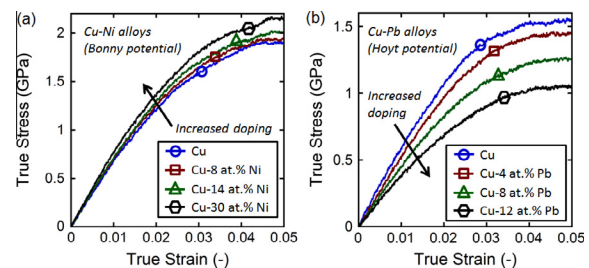 (a)
Cu-Ni alloys
(Bonny potential)
Increased doping
Cu
Cu-8 at.% Ni
Cu-14 at.% Ni
Cu-30 at.% Ni
True Stress (GPa)
2
1.5
1
0.5
0
0 0.01 0.02 0.03 0.04 0.05
True Strain (-)
(b)
Cu-Pb alloys
(Hoyt potential)
Increased
doping
Cu
Cu-4 at.% Pb
Cu-8 at.% Pb
Cu-12 at.% Pb
True Stress (GPa)
1.5
1
0.5
0
0 0.01 0.02 0.03 0.04 0.05
True Strain (-)